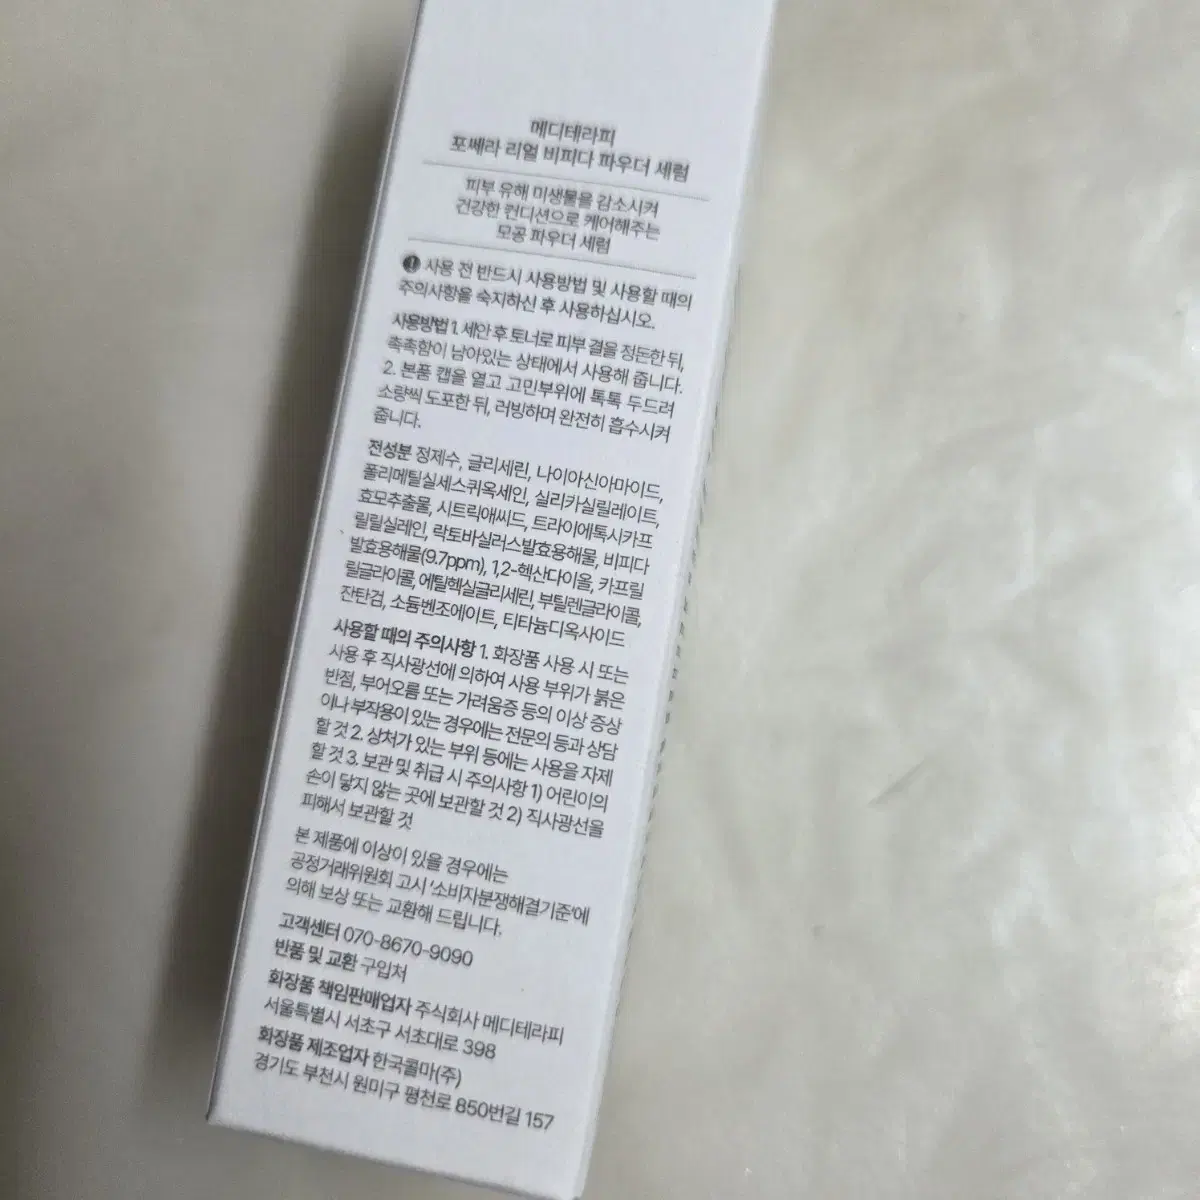 메디테라피
포쎄라 리얼 비피다 파우더 세럼
피부 유해 미생물을 감소시켜
건강한 컨디션으로 케어해주는
모공 파우더 세럼
! 사용 전 반드시 사용방법 및 사용할 때의
주의사항을 숙지하신 후 사용하십시오.
사용방법 1. 세안 후 토너로 피부 결을 정돈한 뒤,
촉촉함이 남아있는 상태에서 사용해 줍니다.
2. 본품 캡을 열고 고민부위에 톡톡 두드려
소량씩 도포한 뒤, 러빙하며 완전히 흡수시켜
줍니다.
전성분 정제수, 글리세린, 나이아신아마이드,
폴리메틸실세스퀴옥세인, 실리카실릴레이트,
효모추출물, 시트릭애씨드, 트라이에톡시카프
릴릴실레인, 락토바실러스발효용해물, 비피다
발효용해물(9.7ppm), 1,2-헥산다이올, 카프릴
릴글라이콜, 에틸헥실글리세린, 부틸렌글라이콜,
잔탄검, 소듐벤조에이트, 티타늄디옥사이드
사용할 때의 주의사항 1. 화장품 사용 시 또는
사용 후 직사광선에 의하여 사용 부위가 붉은
반점, 부어오름 또는 가려움증 등의 이상 증상
이나 부작용이 있는 경우에는 전문의 등과 상담
할 것 2. 상처가 있는 부위 등에는 사용을 자제
할 것 3. 보관 및 취급 시 주의사항 1) 어린이의
손이 닿지 않는 곳에 보관할 것 2) 직사광선을
피해서 보관할 것
본 제품에 이상이 있을 경우에는
공정거래위원회 고시 '소비자분쟁해결기준'에
의해 보상 또는 교환해 드립니다.
고객센터 070-8670-9090
반품 및 교환 구입처
화장품 책임판매업자 주식회사 메디테라피
서울특별시 서초구 서초대로 398
화장품 제조업자 한국콜마(주)
경기도 부천시 원미구 평천로 850번길 157